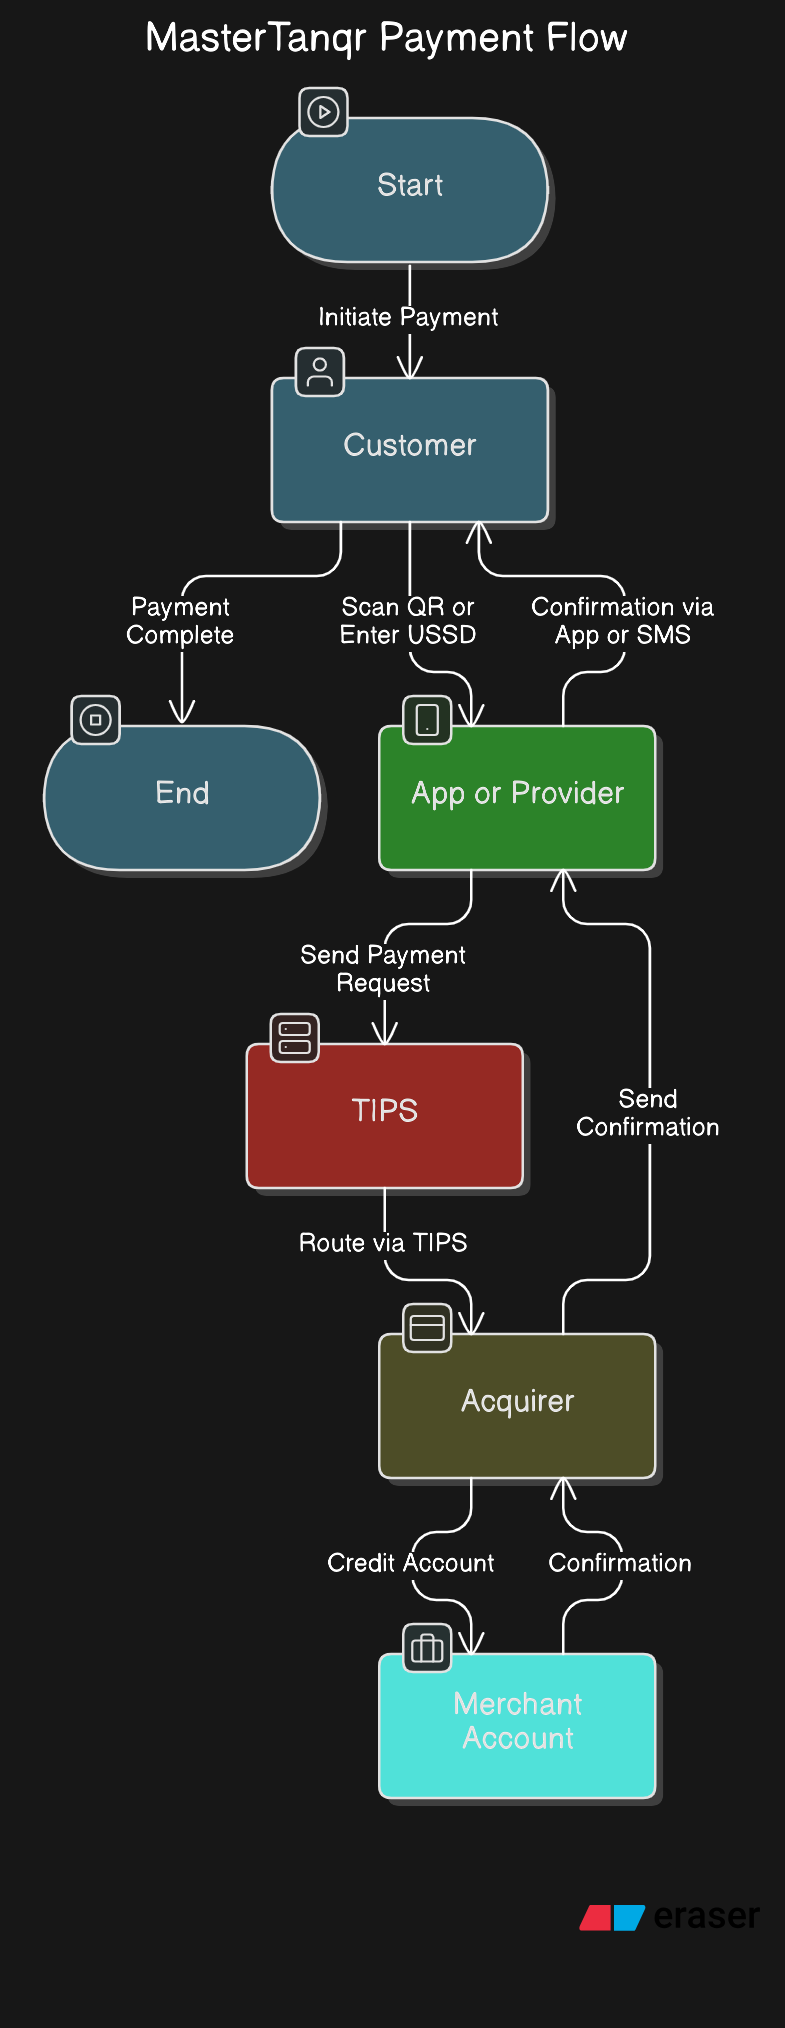 MasterTanqr Payment Flow
Start
Initiate Payment
Customer
Payment
Complete
Scan QR or
Enter USSD
Confirmation via
App or SMS
End
App or Provider
Send Payment
Request
TIPS
Send
Confirmation
Route via TIPS
Acquirer
Credit Account
Confirmation
Merchant
Account
eraser